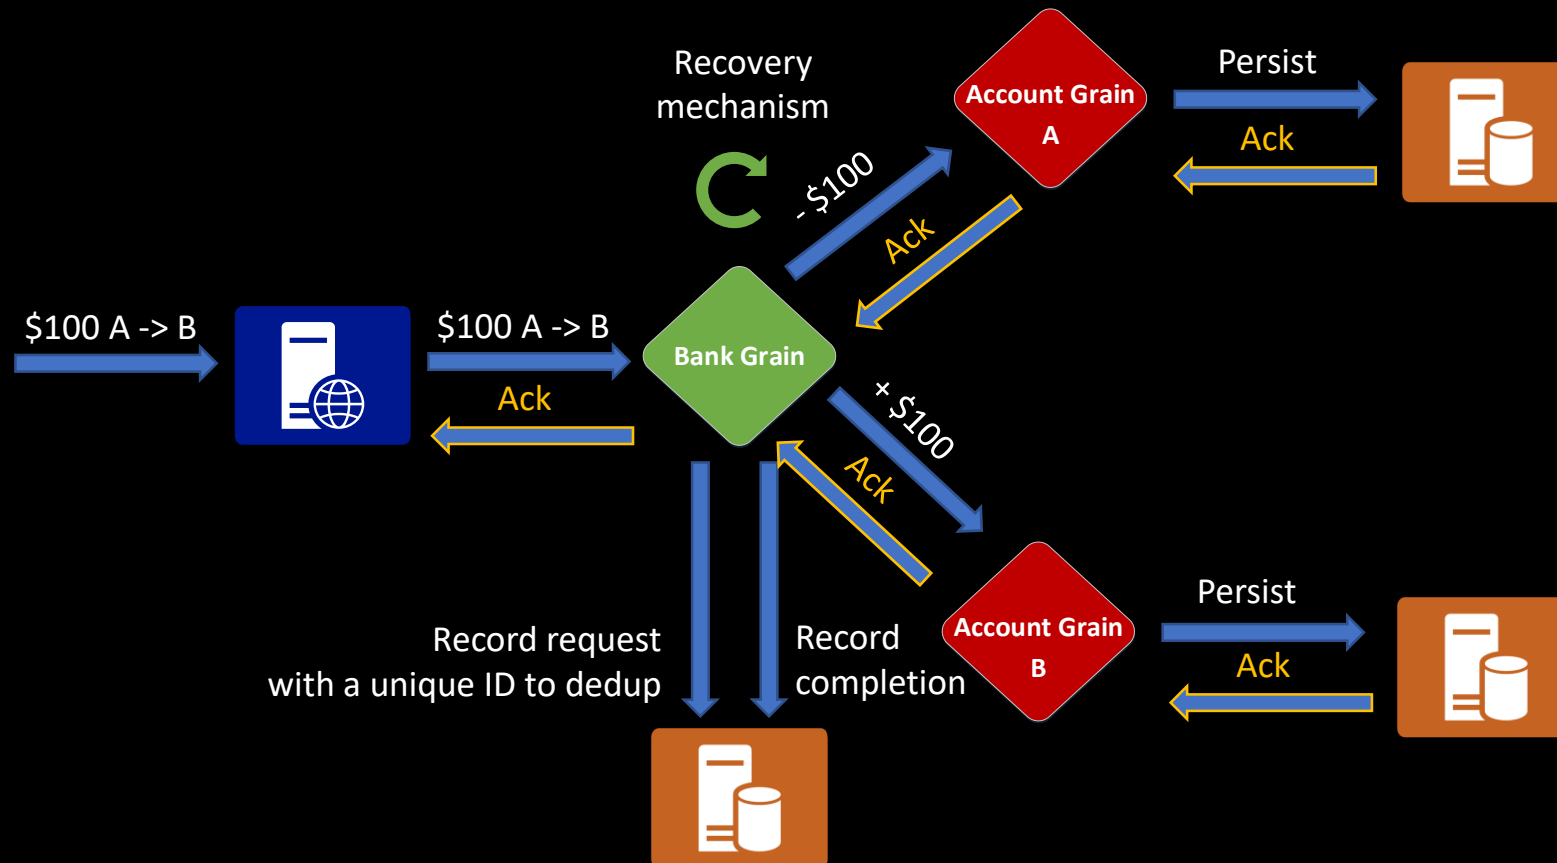 Recovery
mechanism
Account Grain
A
Persist
Ack
- $100
Ack
$100 A -> B
$100 A -> B
Ack
Bank Grain
+ $100
Ack
Record request
with a unique ID to dedup
Record
completion
Account Grain
B
Persist
Ack